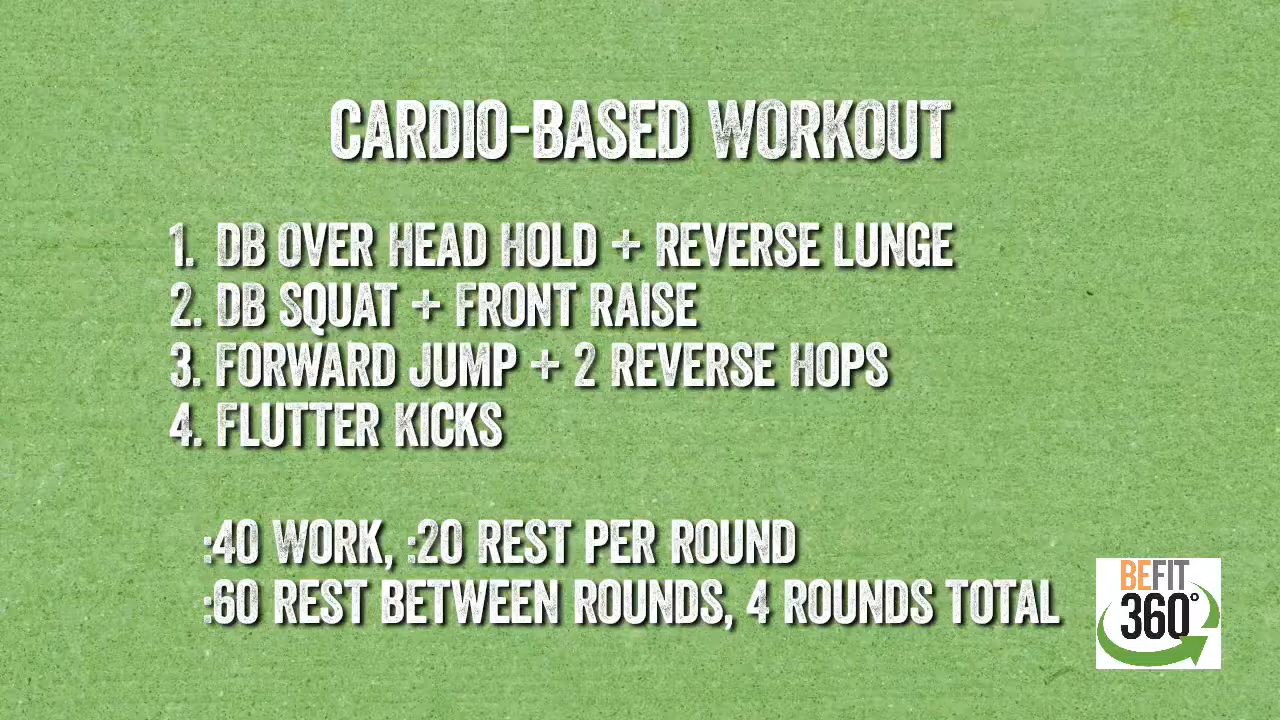 CARDIO-BASED WORKOUT
1. DB OVER HEAD HOLD + REVERSE LUNGE
2. DB SQUAT + FRONT RAISE
3. FORWARD JUMP + 2 REVERSE HOPS
4. FLUTTER KICKS
:40 WORK, :20 REST PER ROUND
:60 REST BETWEEN ROUNDS, 4 ROUNDS TOTAL
BEFIT
360°